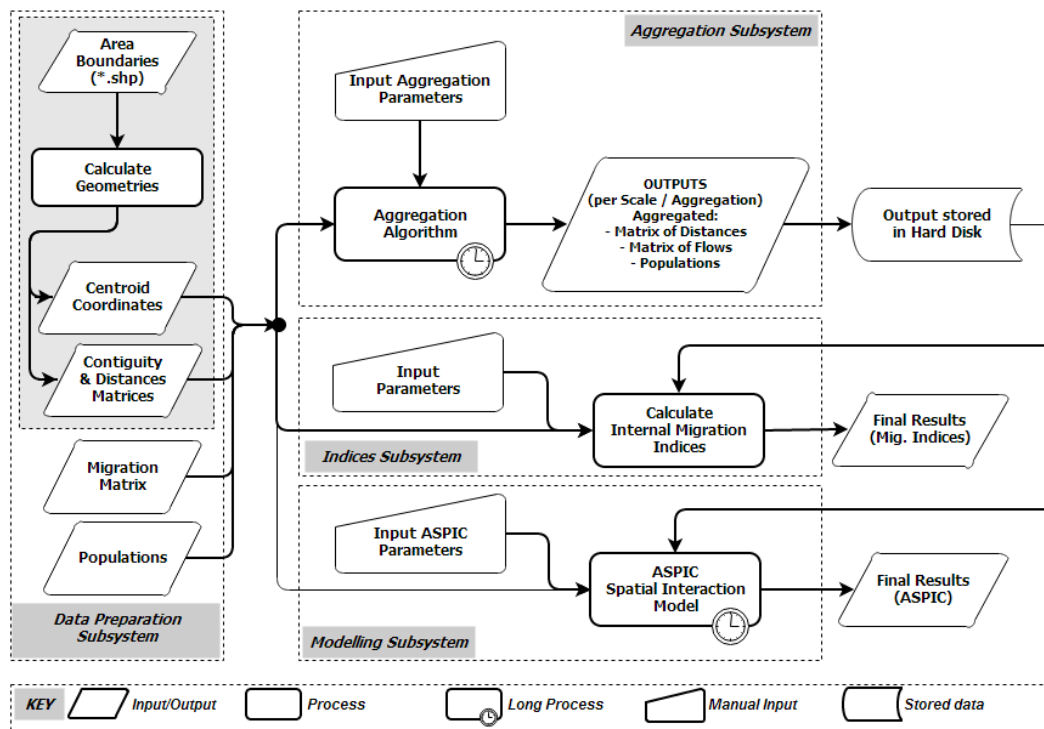 Area
Boundaries
(*.shp)
Calculate
Geometries
Centroid
Coordinates
Contiguity
& Distances
Matrices
Migration
Matrix
Populations
Data Preparation
Subsystem
Aggregation Subsystem
Input Aggregation
Parameters
Aggregation
Algorithm
OUTPUTS
(per Scale / Aggregation)
Aggregated:
- Matrix of Distances
- Matrix of Flows
- Populations
Output stored
in Hard Disk
Input
Parameters
Calculate
Internal Migration
Indices
Final Results
(Mig. Indices)
Indices Subsystem
Input ASPIC
Parameters
ASPIC
Spatial Interaction
Model
Final Results
(ASPIC)
Modelling Subsystem
KEY
Input/Output
Process
Long Process
Manual Input
Stored data